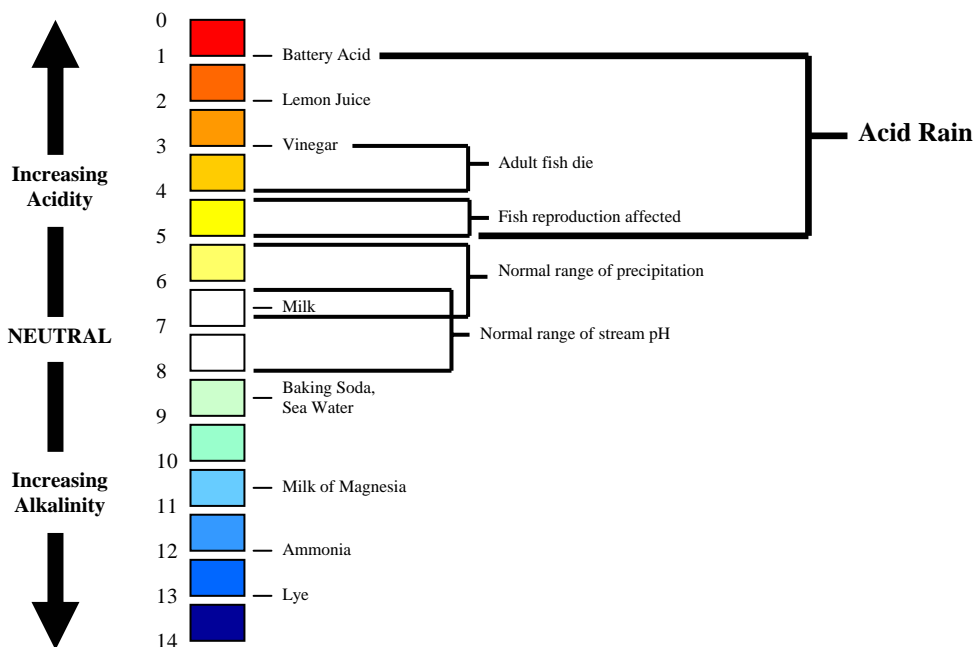 0
1
Battery Acid
2
Lemon Juice
Acid Rain
3
Vinegar
Adult fish die
Increasing
Acidity
4
Fish reproduction affected
5
Normal range of precipitation
6
Milk
7
NEUTRAL
Normal range of stream pH
8
Baking Soda,
Sea Water
9
10
Increasing
Alkalinity
Milk of Magnesia
11
12
Ammonia
13
Lye
14